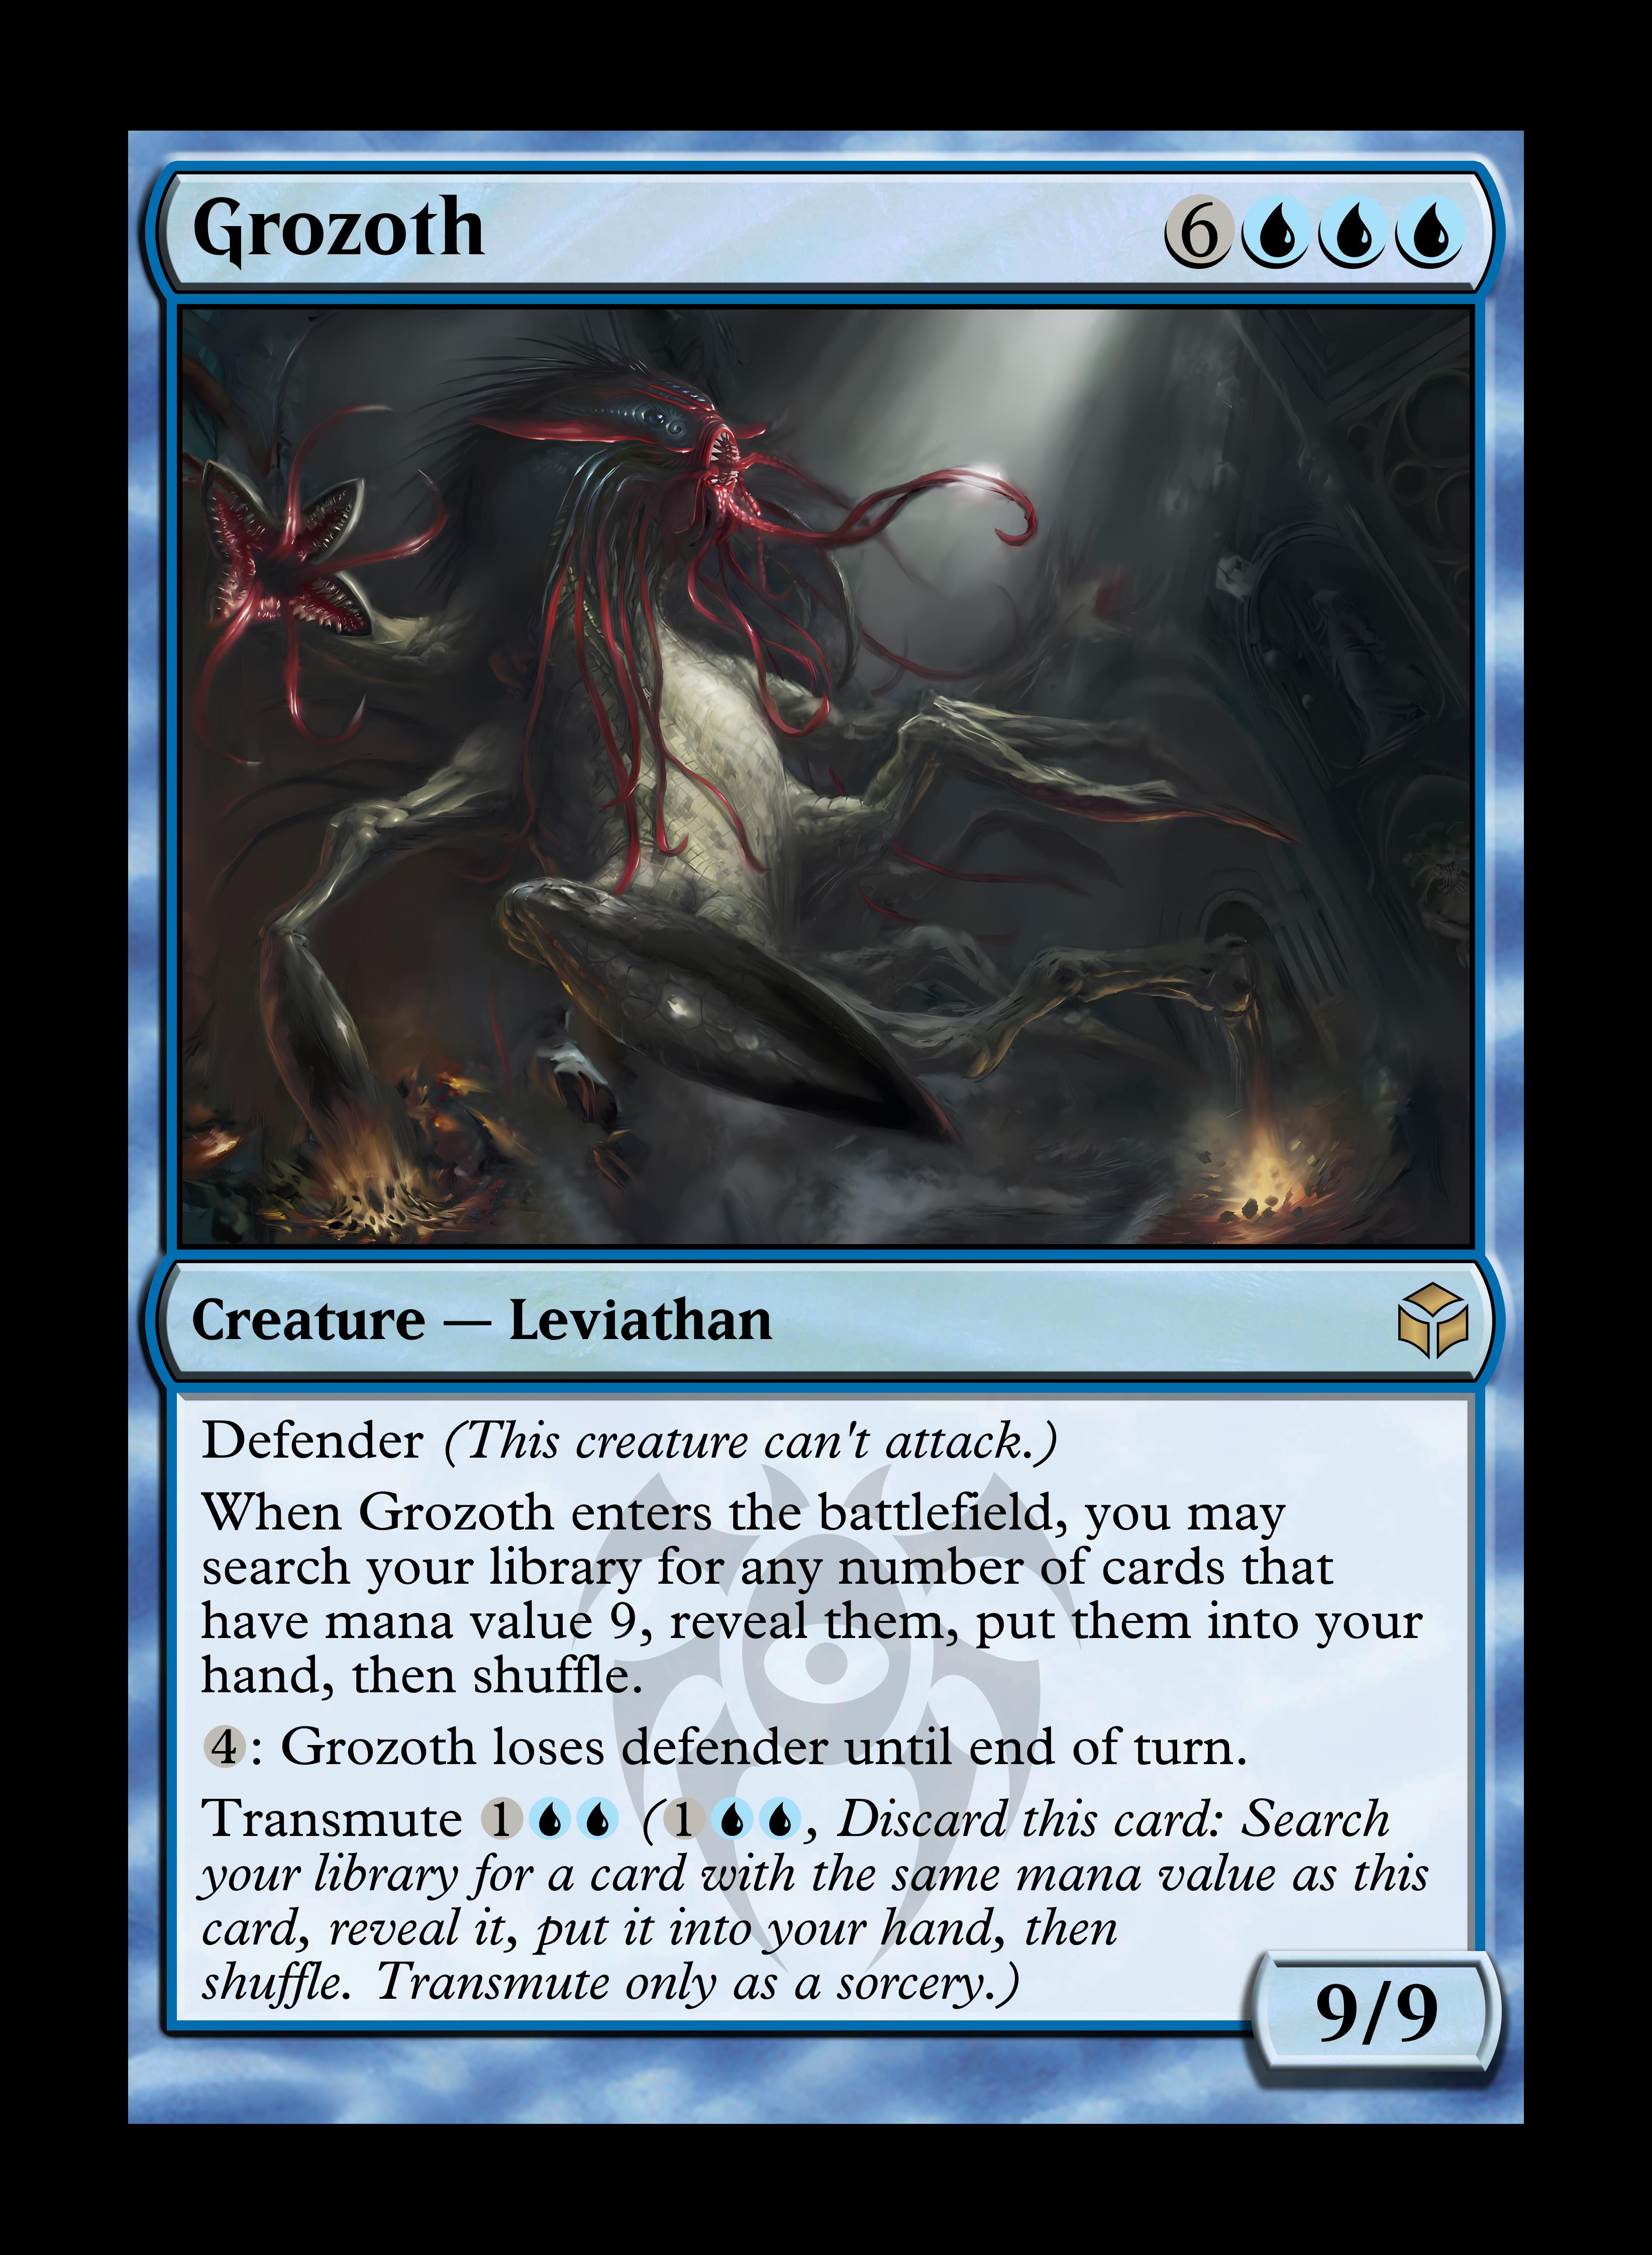 Grozoth 6
Creature — Leviathan
Defender (This creature can't attack.)
When Grozoth enters the battlefield, you may
search your library for any number of cards that
have mana value 9, reveal them, put them into your
hand, then shuffle.
4: Grozoth loses defender until end of turn.
Transmute 1 (1, Discard this card: Search
your library for a card with the same mana value as this
card, reveal it, put it into your hand, then
shuffle. Transmute only as a sorcery.)
9/9